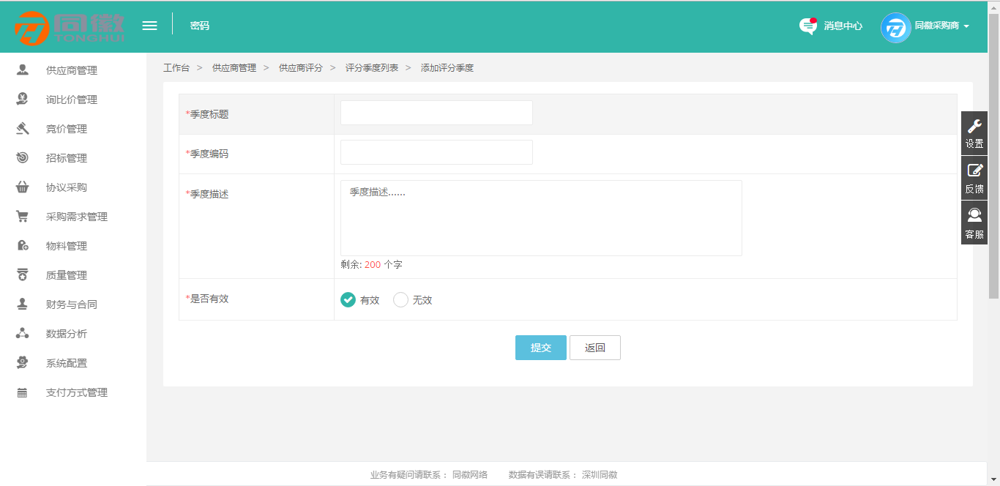 同徽
TONGHUI
密码
消息中心
同徽采购商
供应商管理
询比价管理
竞价管理
招标管理
协议采购
采购需求管理
物料管理
质量管理
财务与合同
数据分析
系统配置
支付方式管理
工作台 > 供应商管理 > 供应商评分 > 评分季度列表 > 添加评分季度
*季度标题
*季度编码
*季度描述
季度描述......
剩余: 200 个字
*是否有效
有效 无效
提交 返回
设置
反馈
客服
业务有疑问请联系: 同徽网络 数据有误请联系: 深圳同徽